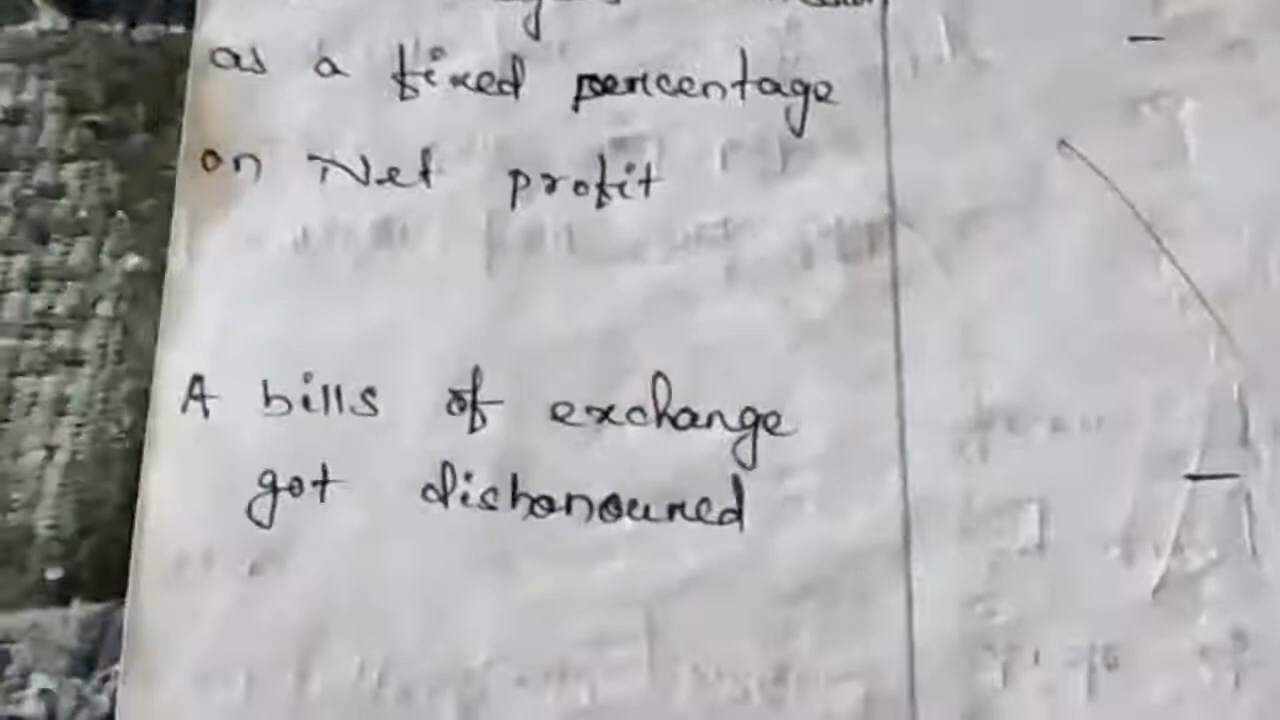 as a fixed percentage
on Net profit
A bills of exchange
got dishonoured